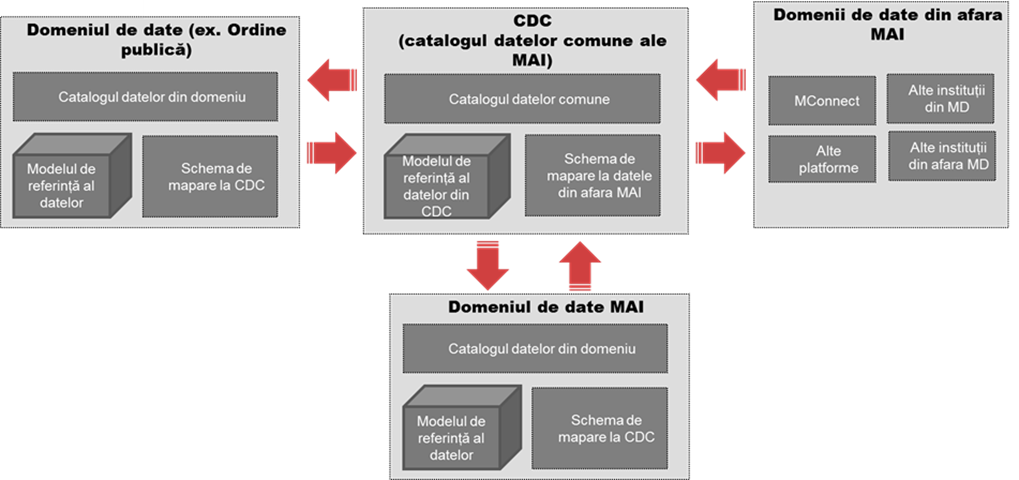 Domeniul de date (ex. Ordine
publică)
Catalogul datelor din domeniu
Modelul de
referință al
datelor
Schema de
mapare la CDC
CDC
(catalogul datelor comune ale
MAI)
Catalogul datelor comune
Modelul de
referință al
datelor din
CDC
Schema de
mapare la datele
din afara MAI
Domenii de date din afara
MAI
MConnect
Alte instituții
din MD
Alte
platforme
Alte instituții
din afara MD
Domeniul de date MAI
Catalogul datelor din domeniu
Modelul de
referință al
datelor
Schema de
mapare la CDC